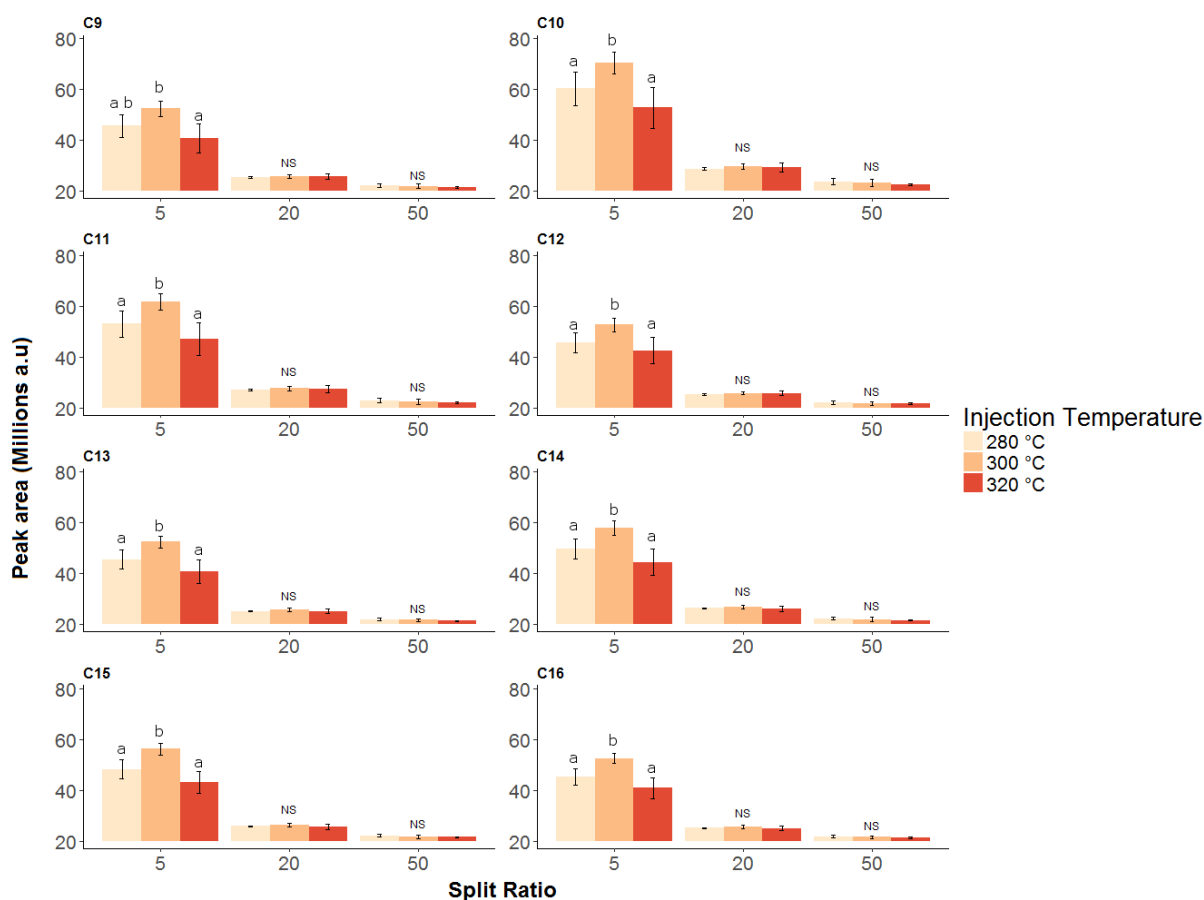 C9
80
60
40
20
a b
b
a
NS
NS
5
20
50
C10
80
60
40
20
a
b
a
NS
NS
5
20
50
C11
80
60
40
20
a
b
a
NS
NS
5
20
50
C12
80
60
40
20
a
b
a
NS
NS
5
20
50
C13
80
60
40
20
a
b
a
NS
NS
5
20
50
C14
80
60
40
20
a
b
a
NS
NS
5
20
50
C15
80
60
40
20
a
b
a
NS
NS
5
20
50
C16
80
60
40
20
a
b
a
NS
NS
5
20
50
Peak area (Millions a.u)
Split Ratio
Injection Temperature
280 °C
300 °C
320 °C